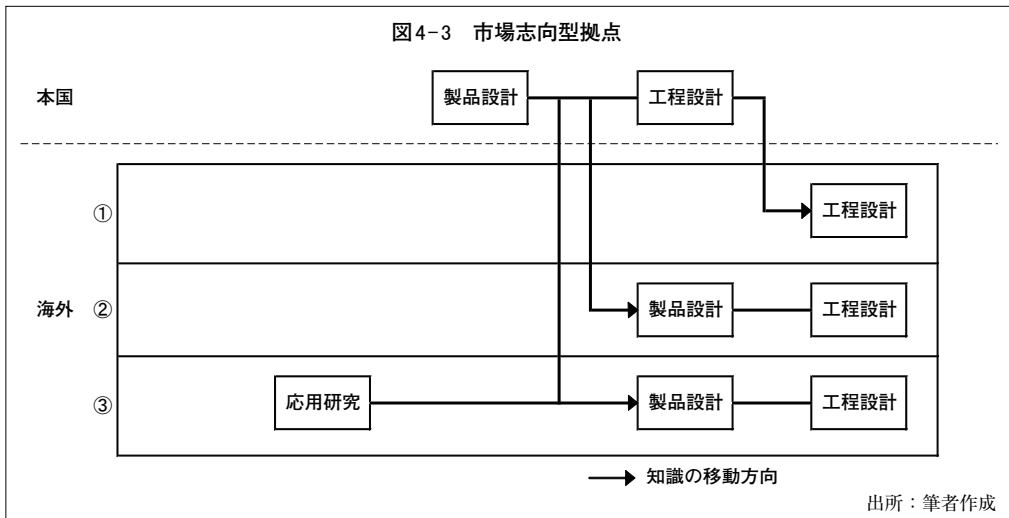 図4-3　市場志向型拠点
本国
製品設計
工程設計
①
工程設計
海外
②
製品設計
工程設計
③
応用研究
製品設計
工程設計
知識の移動方向
出所：筆者作成